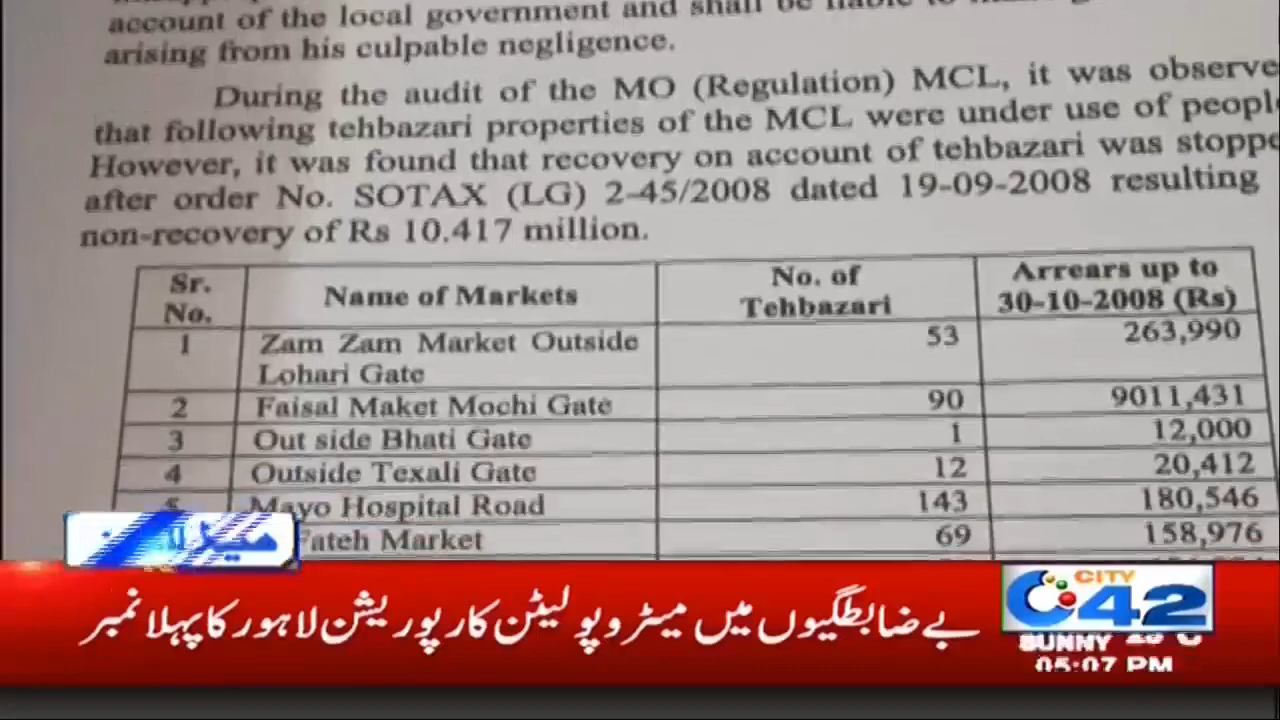 account of the local government and shall be liable to
arising from his culpable negligence.
During the audit of the MO (Regulation) MCL, it was observe
that following tehbazari properties of the MCL were under use of peopl
However, it was found that recovery on account of tehbazari was stoppe
after order No. SOTAX (LG) 2-45/2008 dated 19-09-2008 resulting
non-recovery of Rs 10.417 million.
Sr. No. Name of Markets No. of Tehbazari Arrears up to 30-10-2008 (Rs)
1 Zam Zam Market Outside Lohari Gate 53 263,990
2 Faisal Maket Mochi Gate 90 9011,431
3 Out side Bhati Gate 1 12,000
4 Outside Texali Gate 12 20,412
5 Mayo Hospital Road 143 180,546
Fateh Market 69 158,976
بے ضابطگیوں میں میٹرو پولیٹن کارپوریشن لاہور کا پہلا نمبر
CITY
42
SUNNY
05:07 PM